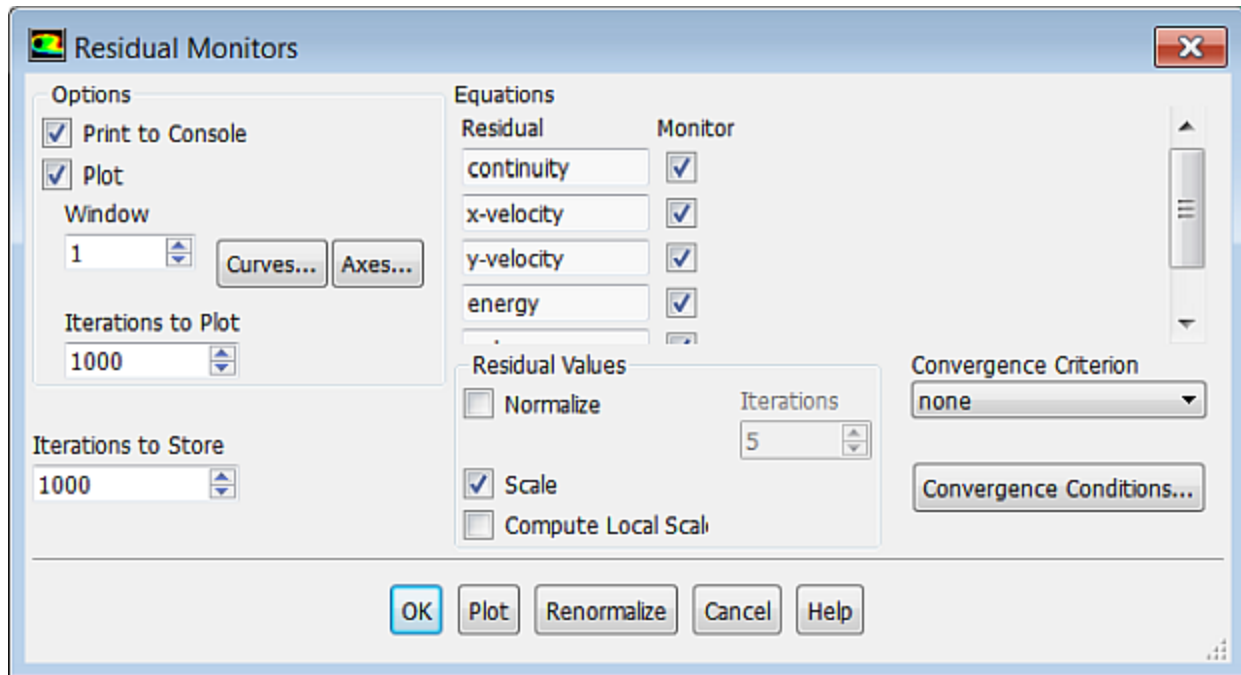 Residual Monitors
Options
Print to Console
Plot
Window
1
Curves...
Axes...
Iterations to Plot
1000
Iterations to Store
1000
Equations
Residual Monitor
continuity
x-velocity
y-velocity
energy
Residual Values
Normalize
Iterations
5
Scale
Compute Local Scal
Convergence Criterion
none
Convergence Conditions...
OK Plot Renormalize Cancel Help